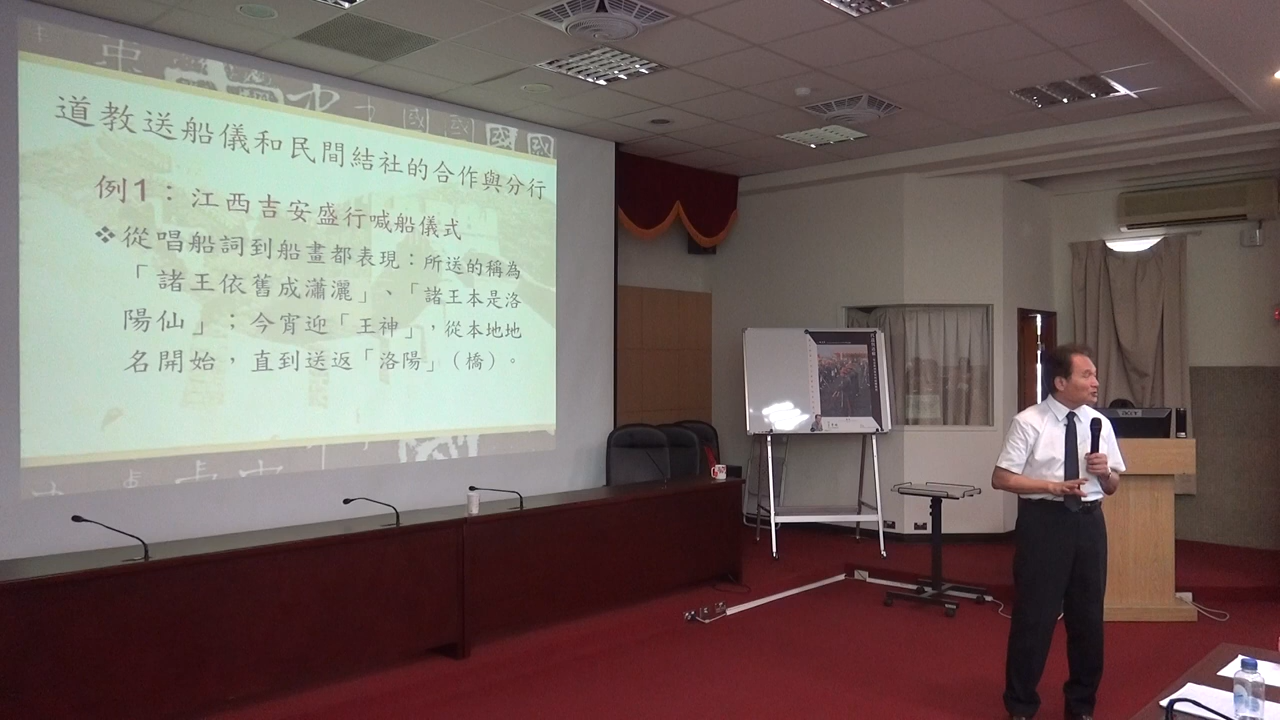 道教送船儀和民間結社的合作與分行
例1：江西吉安盛行喊船儀式
❖從唱船詞到船畫都表現：所送的稱為
「諸王依舊成瀟灑」、「諸王本是洛
陽仙」；今宵迎「王神」，從本地地
名開始，直到送返「洛陽」（橋）。
acer